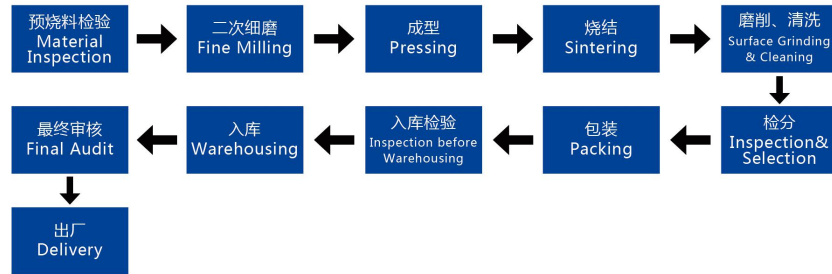 预烧料检验
Material
Inspection
二次细磨
Fine Milling
成型
Pressing
烧结
Sintering
磨削、清洗
Surface Grinding
& Cleaning
检分
Inspection&
Selection
包装
Packing
入库检验
Inspection before
Warehousing
入库
Warehousing
最终审核
Final Audit
出厂
Delivery